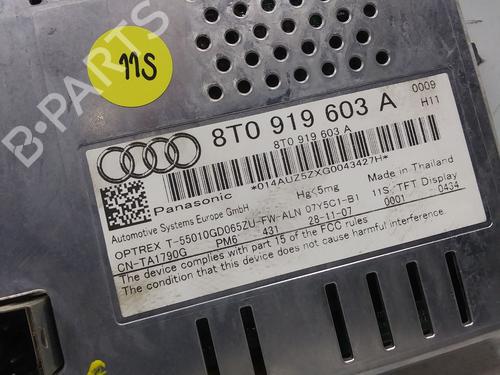 11S
B-PARTS
8T0 919 603 A
0009
H11
8T0 919 603 A
*014AUZ5ZXG0043427H*
Panasonic
Automotive Systems Europe GmbH
Hg<5mg
Made in Thailand
OPTREX T-55010GD065ZU-FW-ALN 07Y5C1-B1
11S/TFT Display
CN-TA1790G
PM6
431
28-11-07
0001
0434
The device complies with part 15 of the FCC rules
The condition that this device does not cause harmful interference.